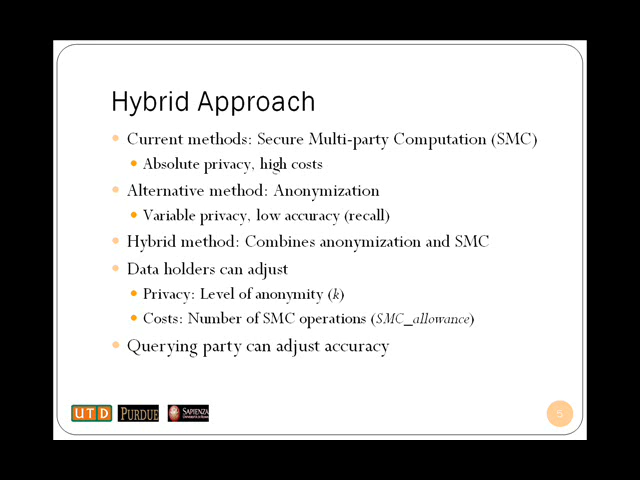 Hybrid Approach
Current methods: Secure Multi-party Computation (SMC)
Absolute privacy, high costs
Alternative method: Anonymization
Variable privacy, low accuracy (recall)
Hybrid method: Combines anonymization and SMC
Data holders can adjust
Privacy: Level of anonymity (k)
Costs: Number of SMC operations (SMC_allowance)
Querying party can adjust accuracy
UTD PURDUE SAPIENZA
5